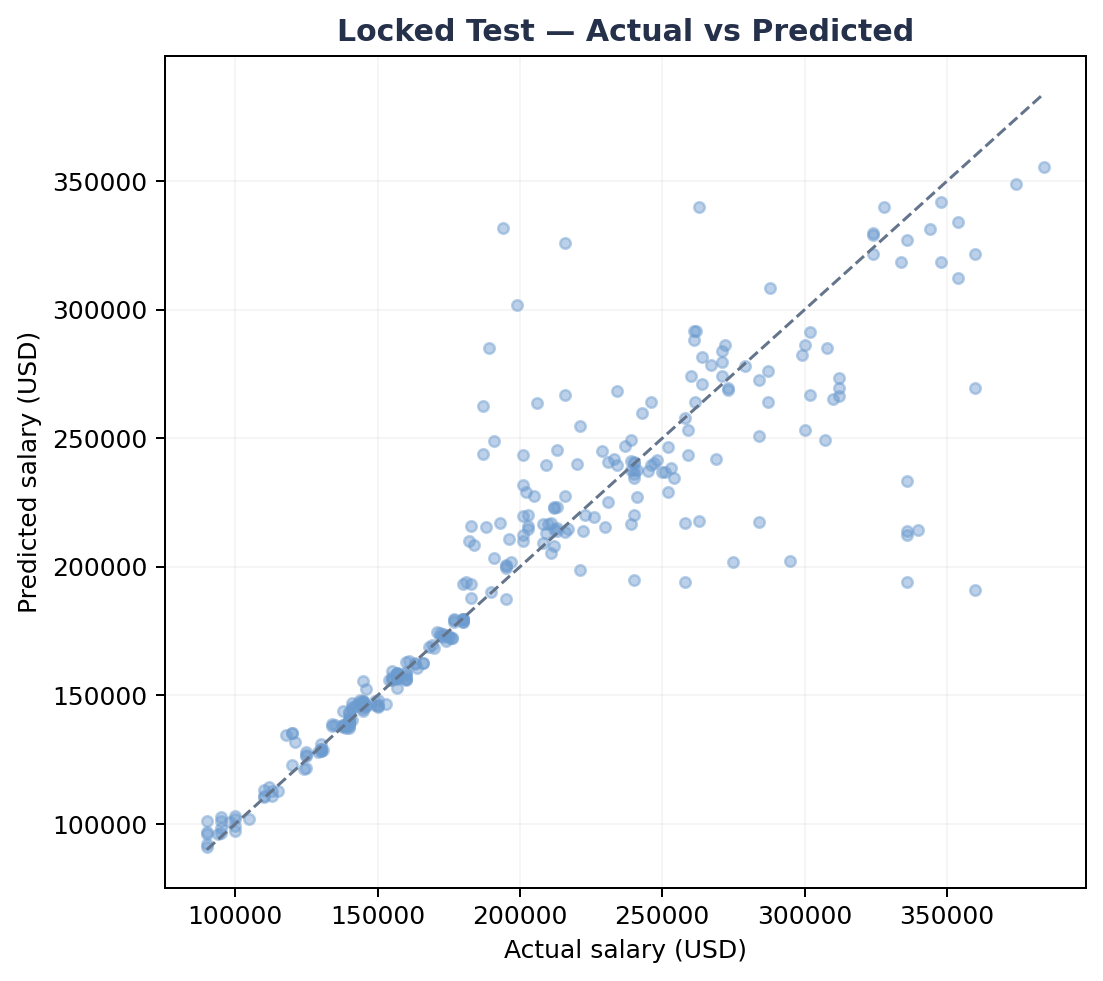 Locked Test — Actual vs Predicted
Predicted salary (USD)
350000
300000
250000
200000
150000
100000
100000 150000 200000 250000 300000 350000
Actual salary (USD)